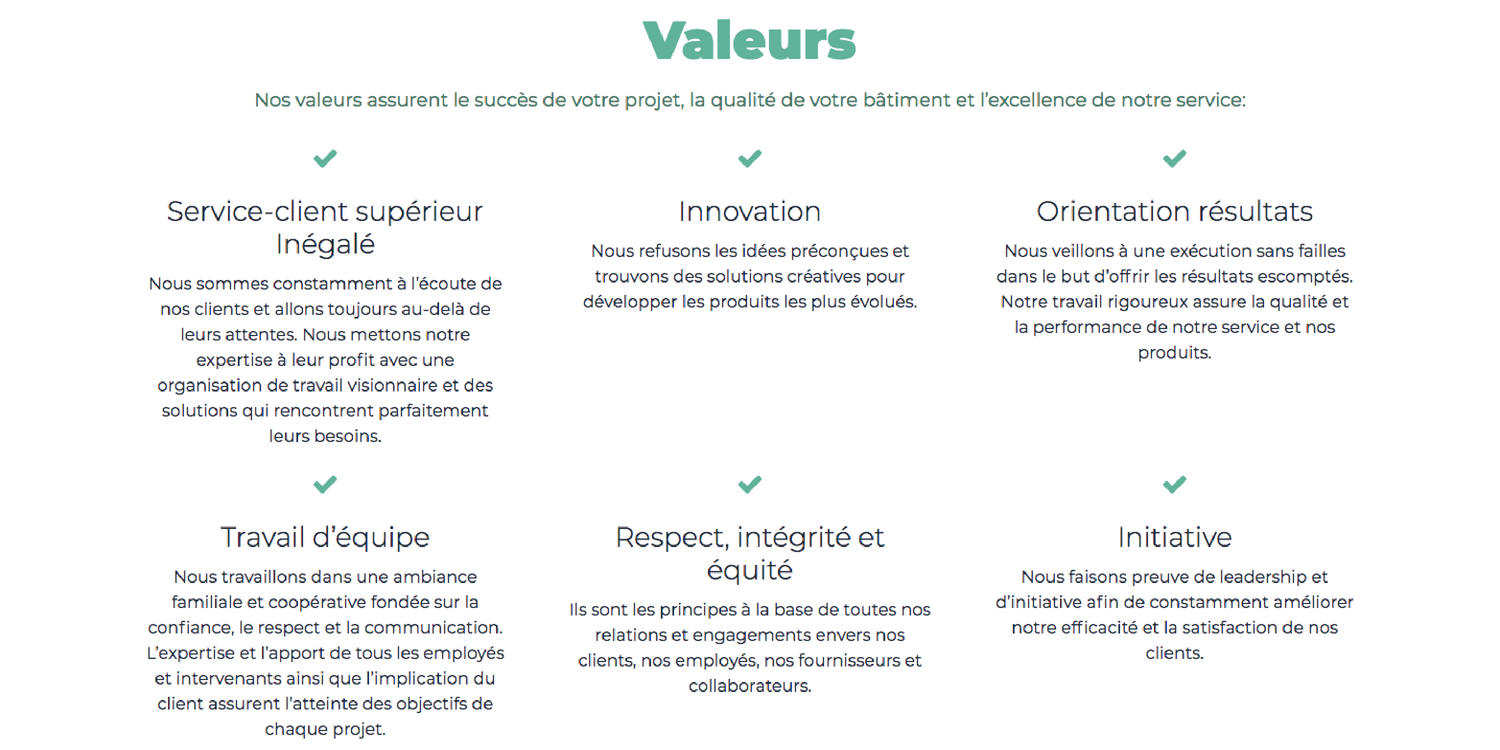 Valeurs
Nos valeurs assurent le succès de votre projet, la qualité de votre bâtiment et l'excellence de notre service:
Service-client supérieur
Inégalé
Nous sommes constamment à l'écoute de
nos clients et allons toujours au-delà de
leurs attentes. Nous mettons notre
expertise à leur profit avec une
organisation de travail visionnaire et des
solutions qui rencontrent parfaitement
leurs besoins.
Innovation
Nous refusons les idées préconçues et
trouvons des solutions créatives pour
développer les produits les plus évolués.
Orientation résultats
Nous veillons à une exécution sans failles
dans le but d'offrir les résultats escomptés.
Notre travail rigoureux assure la qualité et
la performance de notre service et nos
produits.
Travail d'équipe
Nous travaillons dans une ambiance
familiale et coopérative fondée sur la
confiance, le respect et la communication.
L'expertise et l'apport de tous les employés
et intervenants ainsi que l'implication du
client assurent l'atteinte des objectifs de
chaque projet.
Respect, intégrité et
équité
Ils sont les principes à la base de toutes nos
relations et engagements envers nos
clients, nos employés, nos fournisseurs et
collaborateurs.
Initiative
Nous faisons preuve de leadership et
d'initiative afin de constamment améliorer
notre efficacité et la satisfaction de nos
clients.